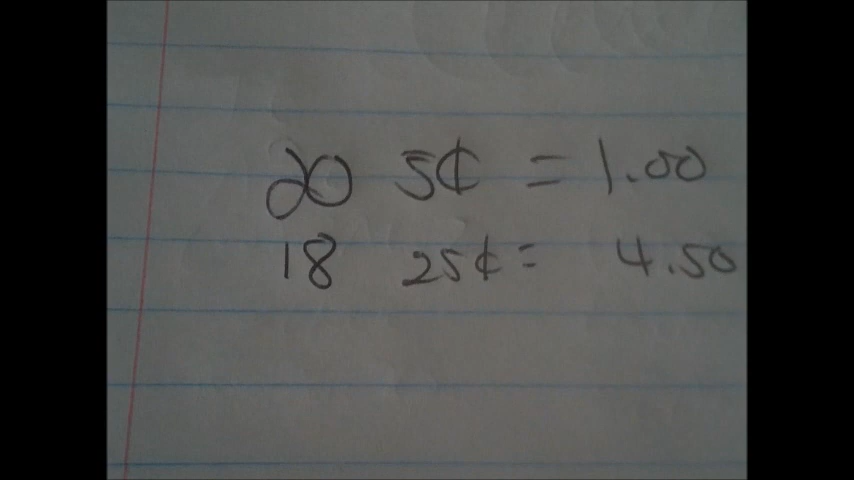 20 5¢ = 1.00
18 25¢ = 4.50